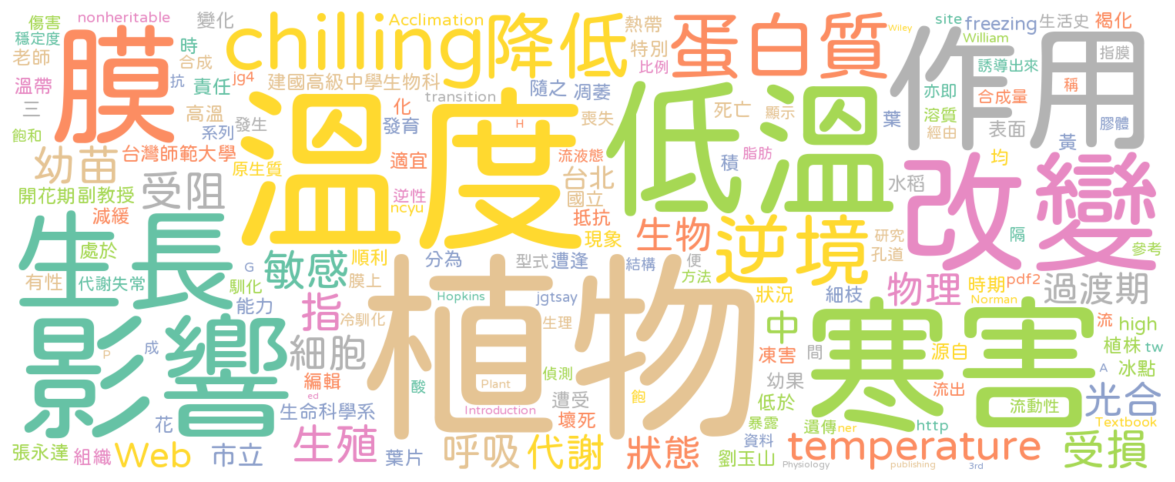 傷害 nonheritable 變化 chilling Acclimation 降低 熱帶 蛋白質 Wiley site freezing 生活史 褐化
穩定度 膜 時 特別 作用 William 指膜
老師 合成 比例 誘導出來
溫帶 抗 責任 jg4 建國高級中學生物科 隨之 凋萎 亦即 合成量 稱
三 高溫 系列 化 transition 發育 喪失 死亡 顯示 葉 溶質 表面 膠體
飽和 發生 溫度 H 低溫 脂肪 經由 黃
幼苗 台灣師範大學 原生質 適宜 流液態 積 均 改變
開花期 副教授 受阻 逆性 台北 國立 水稻
減緩 ncyu 抵抗 生物 逆境 研究 隔
生長 處於 敏感 順利 現象 孔道 參考
有性 代謝失常 G 膜上 分為 型式 遭逢 結構 便 方法 物理 時期 pdf2 過渡期
馴化 能力 指 Hopkins jgtsay 狀況 細枝 Norman
影響 冷馴化 植物 生理 中 寒害 流 high
P 成 細胞 凍害 間 源自 植株 tw
編輯 酸 Plant 偵測 幼果 流出 冰點
ed 遭受 低於 流動性 A 光合
花 生命科學系 Introduction 飽 壞死 暴露 遺傳 ner http Textbook
張永達 組織 Web 市立 生殖 葉片 呼吸 代謝 狀態 資料 劉玉山 temperature 受損
Physiology publishing 3rd